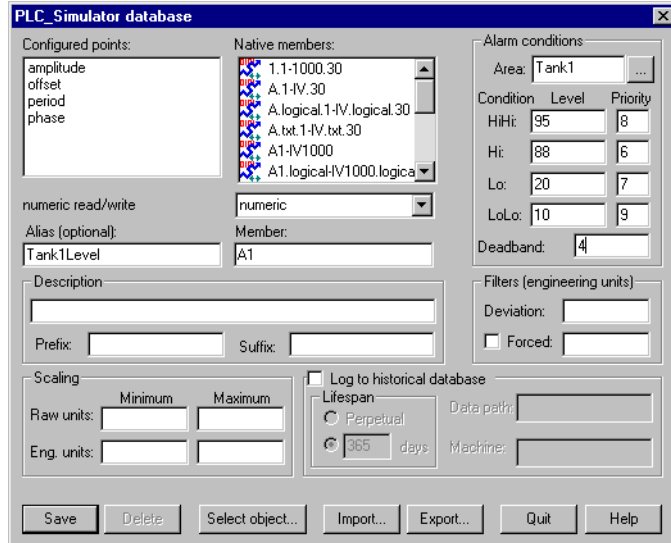 PLC_Simulator database
Configured points:
amplitude
offset
period
phase
Native members:
1.1-1000.30
A.1-IV.30
A.logical.1-IV.logical.30
A.txt.1-IV.txt.30
A1-IV1000
A1.logical-IV1000.logica
numeric read/write
numeric
Alias (optional):
Tank1Level
Member:
A1
Alarm conditions
Area: Tank1 ...
Condition Level Priority
HiHi: 95 8
Hi: 88 6
Lo: 20 7
LoLo: 10 9
Deadband: 4
Description
Prefix: Suffix:
Filters (engineering units)
Deviation:
Forced:
Scaling
Minimum Maximum
Raw units:
Eng. units:
Log to historical database
Lifespan
Perpetual
365 days
Data path:
Machine:
Save Delete Select object... Import... Export... Quit Help